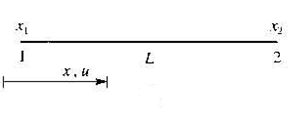 x₁ x₂
1 L 2
x, u